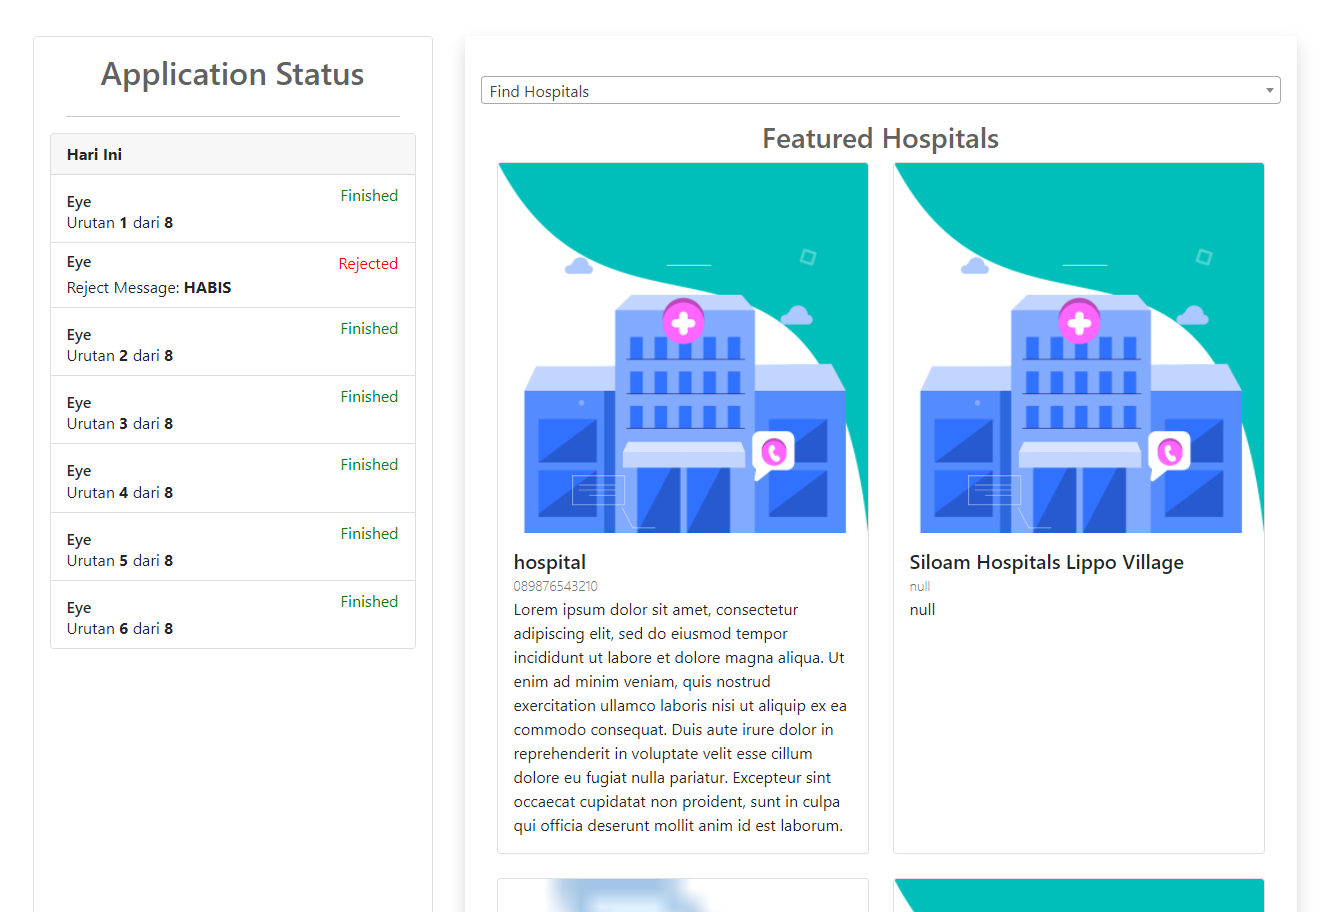 Application Status
Hari Ini
Eye
Finished
Urutan 1 dari 8
Eye
Rejected
Reject Message: HABIS
Eye
Finished
Urutan 2 dari 8
Eye
Finished
Urutan 3 dari 8
Eye
Finished
Urutan 4 dari 8
Eye
Finished
Urutan 5 dari 8
Eye
Finished
Urutan 6 dari 8
Find Hospitals
Featured Hospitals
hospital
089876543210
Lorem ipsum dolor sit amet, consectetur
adipiscing elit, sed do eiusmod tempor
incididunt ut labore et dolore magna aliqua. Ut
enim ad minim veniam, quis nostrud
exercitation ullamco laboris nisi ut aliquip ex ea
commodo consequat. Duis aute irure dolor in
reprehenderit in voluptate velit esse cillum
dolore eu fugiat nulla pariatur. Excepteur sint
occaecat cupidatat non proident, sunt in culpa
qui officia deserunt mollit anim id est laborum.
Siloam Hospitals Lippo Village
null
null